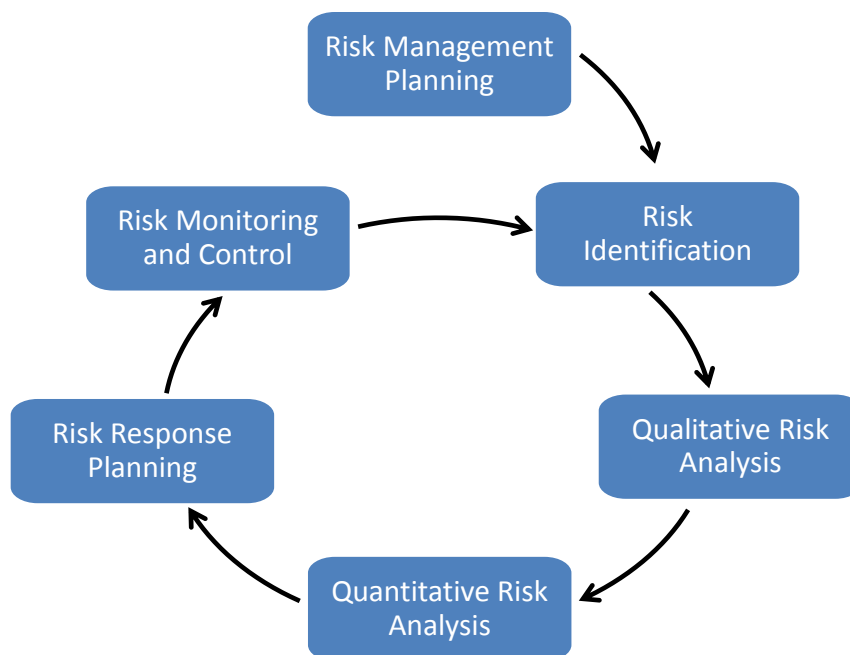 Risk Management
Planning
Risk
Identification
Qualitative Risk
Analysis
Quantitative Risk
Analysis
Risk Response
Planning
Risk Monitoring
and Control